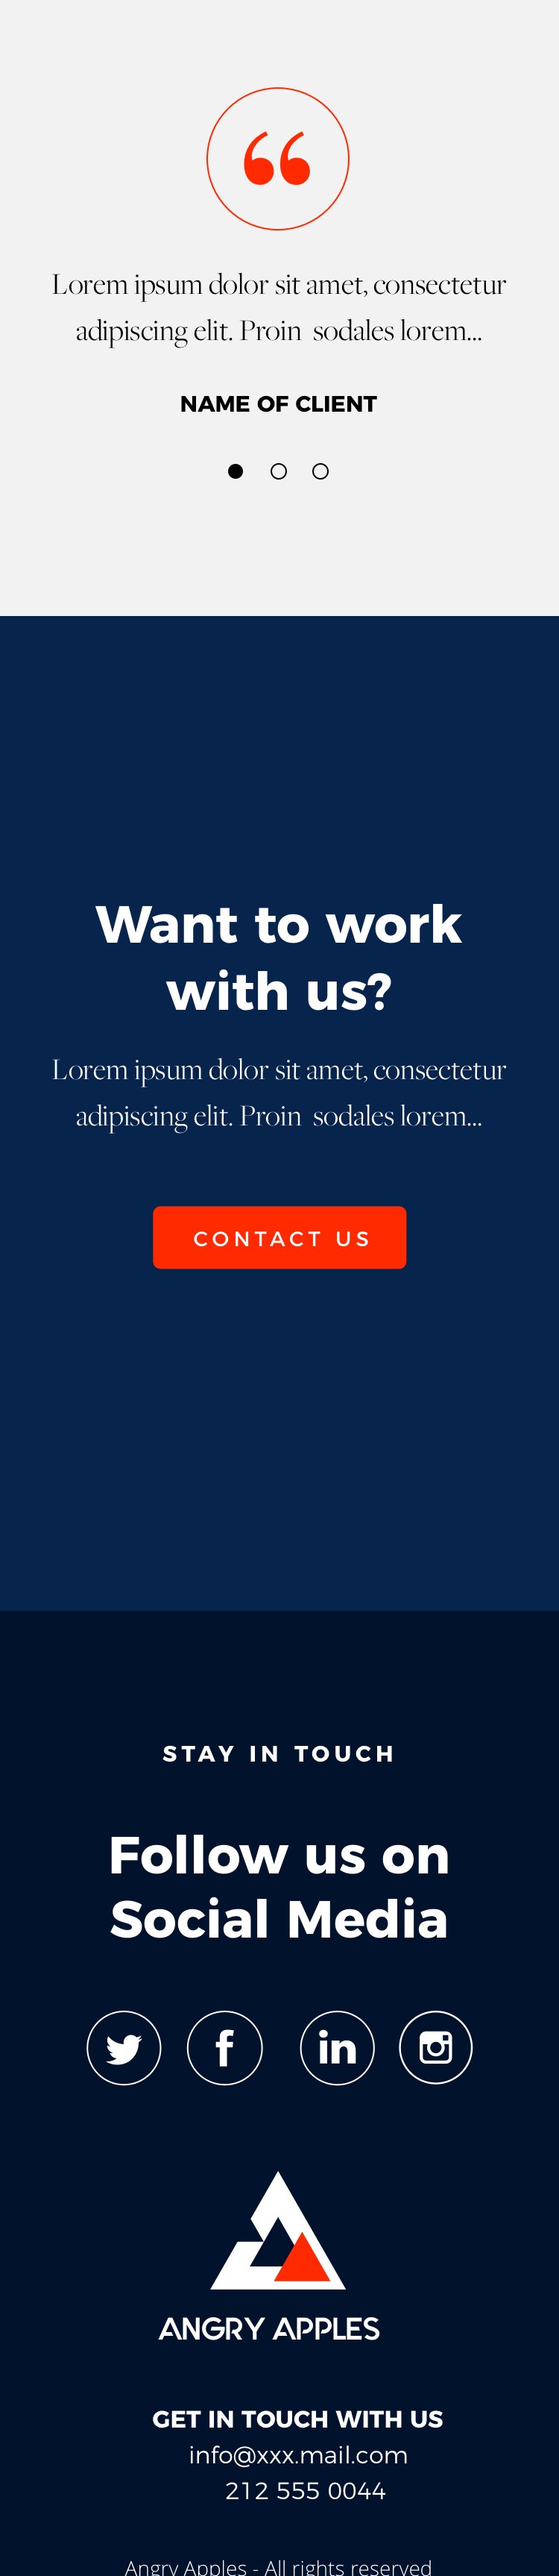 “
Lorem ipsum dolor sit amet, consectetur
adipiscing elit. Proin  sodales lorem...
NAME OF CLIENT
Want to work
with us?
Lorem ipsum dolor sit amet, consectetur
adipiscing elit. Proin  sodales lorem...
CONTACT US
STAY IN TOUCH
Follow us on
Social Media
f in
ANGRY APPLES
GET IN TOUCH WITH US
info@xxx.mail.com
212 555 0044
Angry Apples - All rights reserved